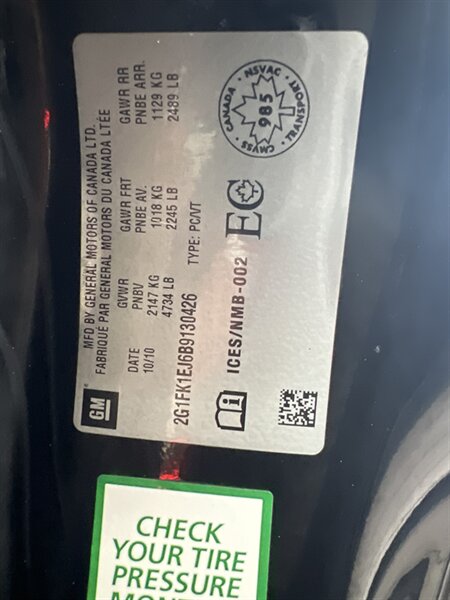 GM
MFD BY GENERAL MOTORS OF CANADA LTD.
FABRIQUÉ PAR GENERAL MOTORS DU CANADA LTÉE
DATE GVWR GAWR FRT GAWR RR
10/10 PNBV PNBE AV. PNBE ARR.
2147 KG 1018 KG 1129 KG
4734 LB 2245 LB 2489 LB
2G1FK1EJ6B9130426 TYPE: PC/VT
ICES/NMB-002
EC
CANADA · NSVAC · TRANSPORT · CMVSS
985
CHECK
YOUR TIRE
PRESSURE